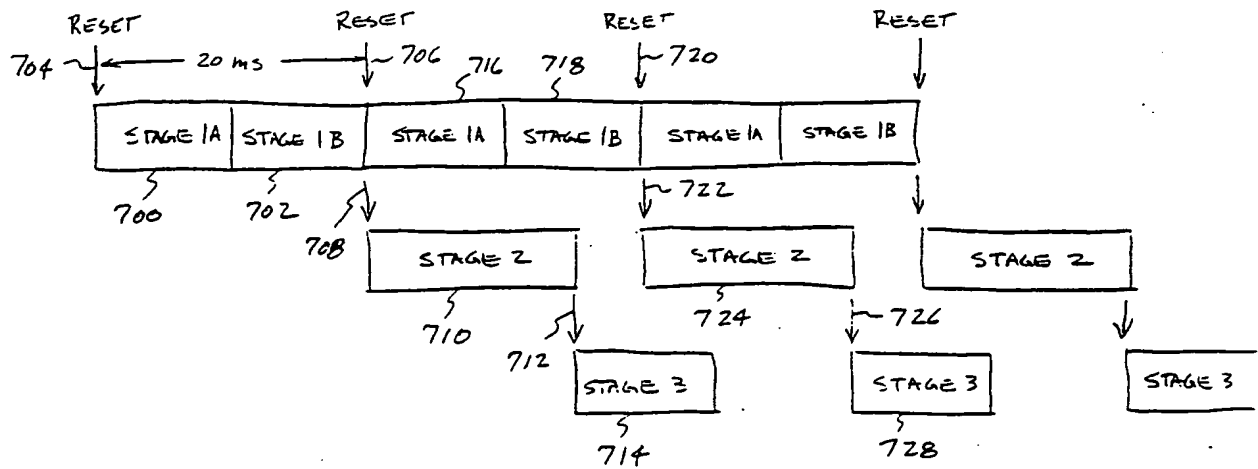 RESET RESET RESET RESET
704 20 ms 706 716 718 720
STAGE 1A STAGE 1B STAGE 1A STAGE 1B STAGE 1A STAGE 1B
700 702 708 722
STAGE 2 STAGE 2 STAGE 2
710 712 724 726
STAGE 3 STAGE 3 STAGE 3
714 728